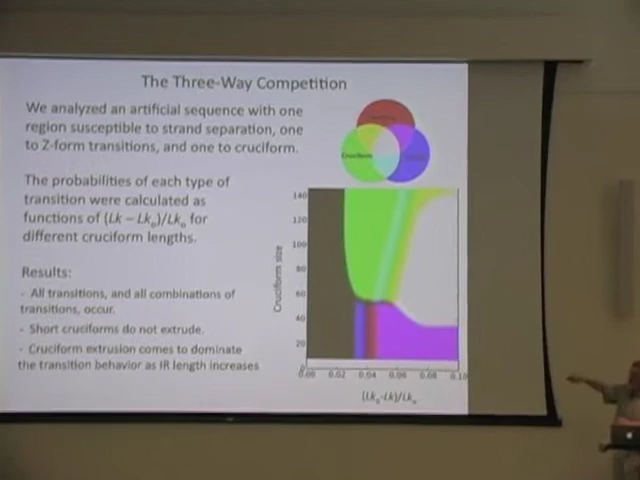 The Three-Way Competition
We analyzed an artificial sequence with one
region susceptible to strand separation, one
to Z-form transitions, and one to cruciform.
The probabilities of each type of
transition were calculated as
functions of (Lk – Lk₀)/Lk₀ for
different cruciform lengths.
Results:
- All transitions, and all combinations of
transitions, occur.
- Short cruciforms do not extrude.
- Cruciform extrusion comes to dominate
the transition behavior as IR length increases
Cruciform
Cruciform size
140
120
100
80
60
40
20
0
0.00 0.02 0.04 0.06 0.08 0.10
(Lk₀-Lk)/Lk₀